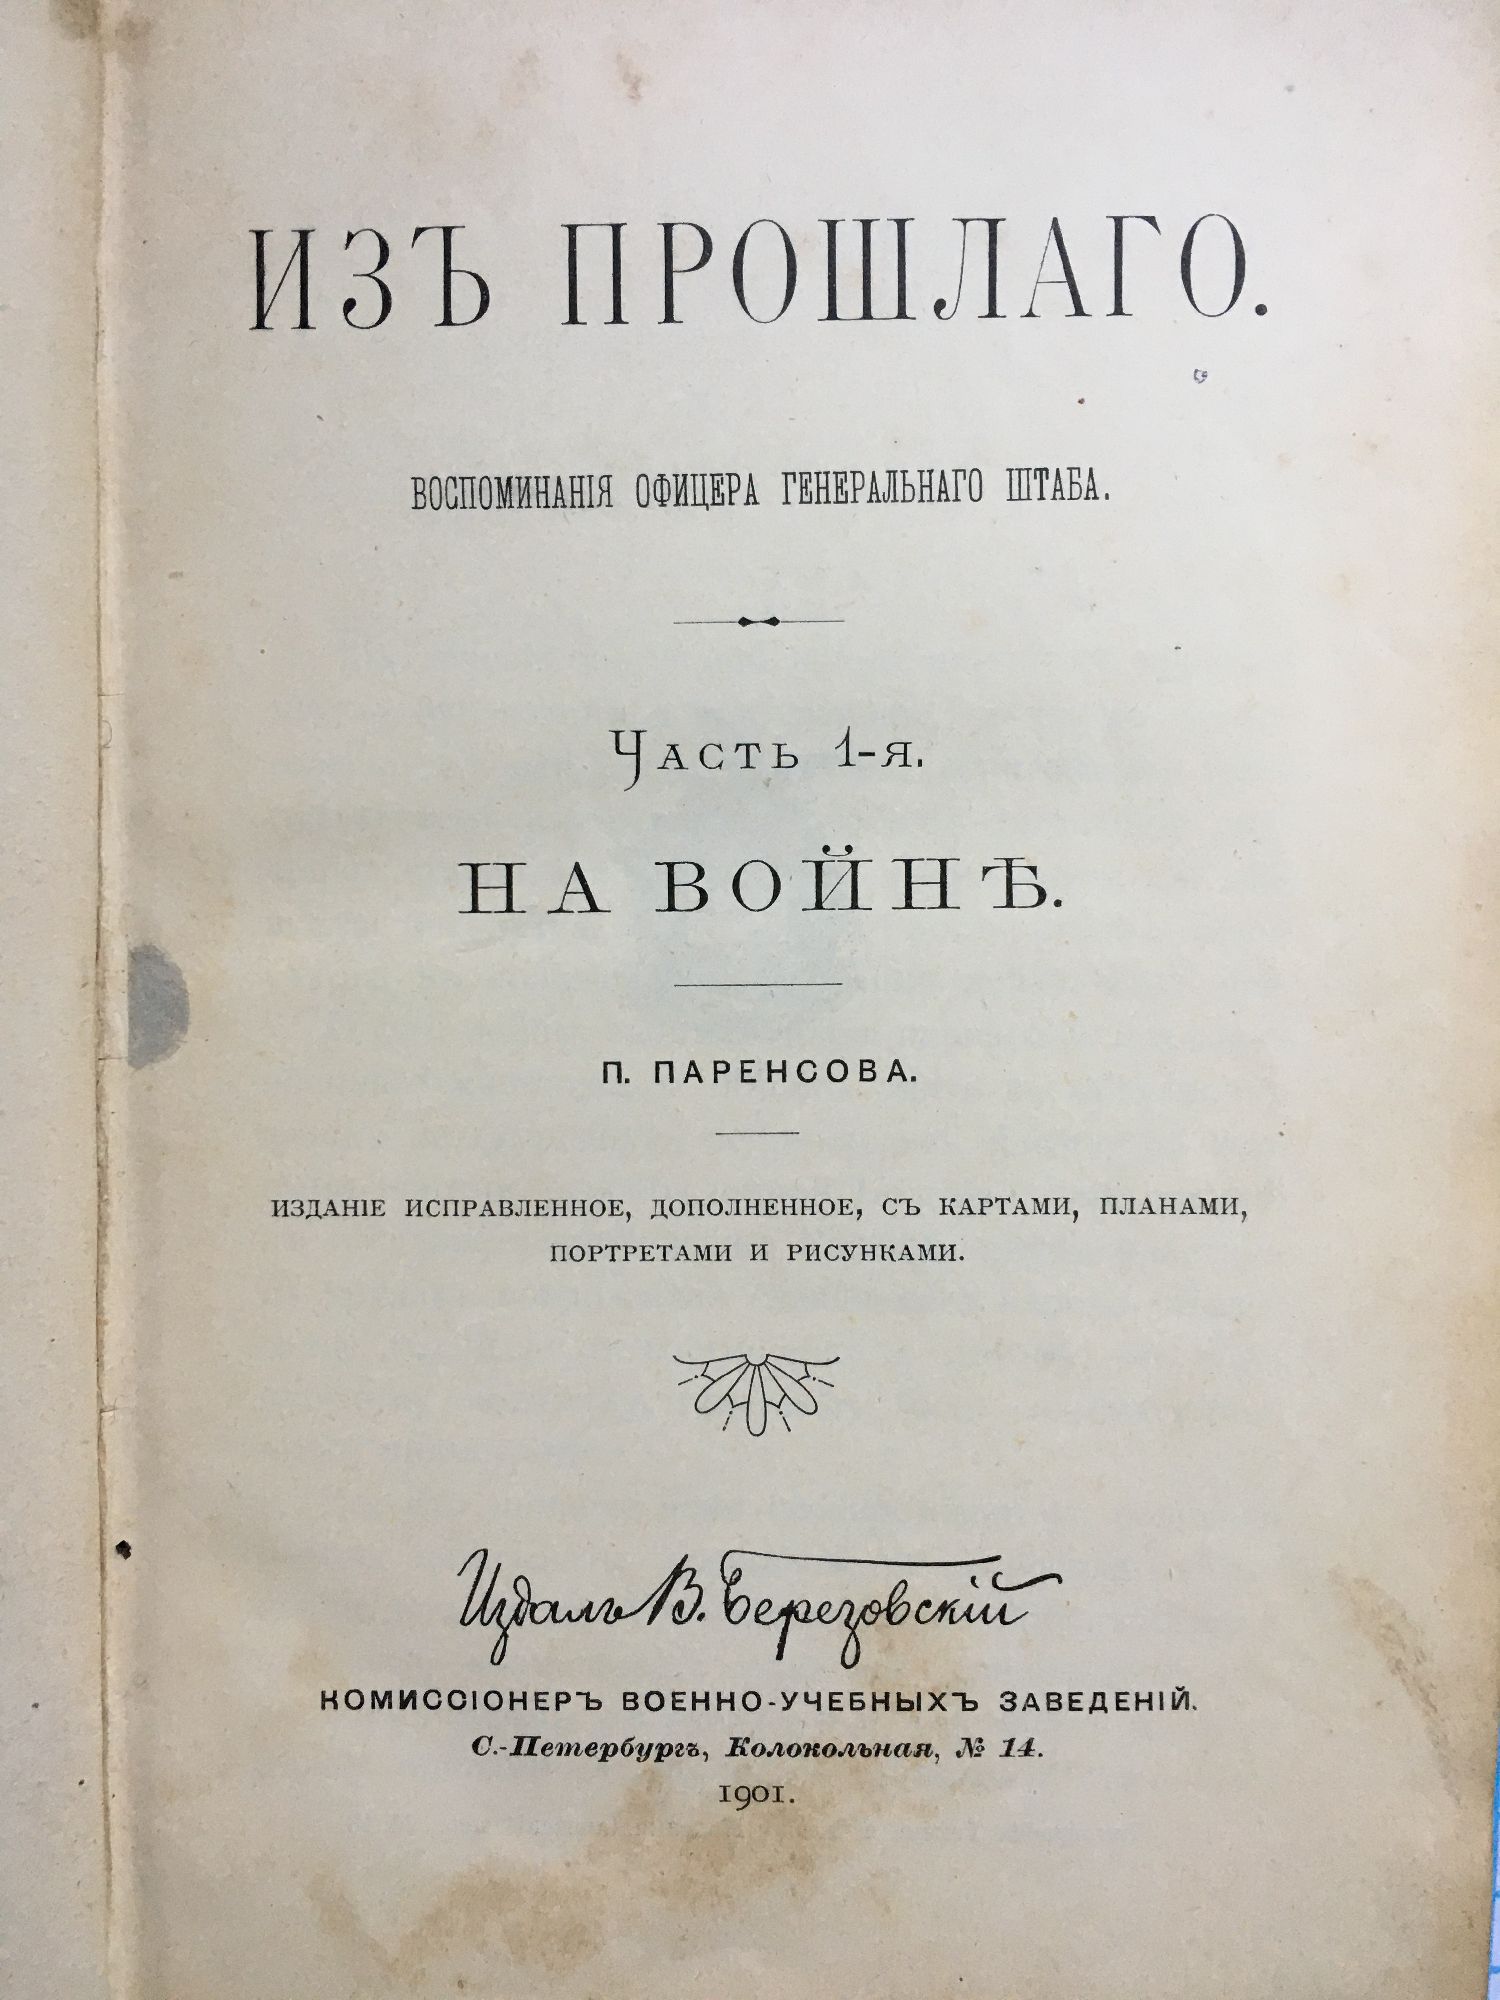 ИЗЪ ПРОШЛАГО.
ВОСПОМИНАНІЯ ОФИЦЕРА ГЕНЕРАЛЬНАГО ШТАБА.
Часть 1-я.
НА ВОЙНѢ.
П. ПАРЕНСОВА.
ИЗДАНІЕ ИСПРАВЛЕННОЕ, ДОПОЛНЕННОЕ, СЪ КАРТАМИ, ПЛАНАМИ,
ПОРТРЕТАМИ И РИСУНКАМИ.
Издалъ В. Березовскій
КОМИССІОНЕРЪ ВОЕННО-УЧЕБНЫХЪ ЗАВЕДЕНІЙ.
С.-Петербургъ, Колокольная, № 14.
1901.